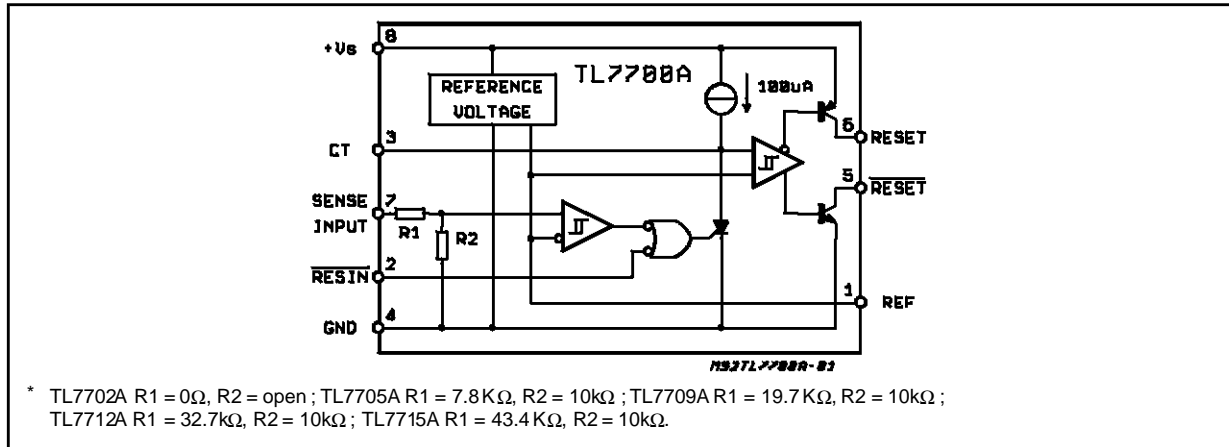 8
+Vs
TL7700A
REFERENCE
VOLTAGE
100uA
6
RESET
3
CT
5
RESET
SENSE
7
INPUT
R1
R2
2
RESIN
1
REF
4
GND
M92TL7700A-01
* TL7702A R1 = 0Ω, R2 = open ; TL7705A R1 = 7.8 KΩ, R2 = 10kΩ ; TL7709A R1 = 19.7 KΩ, R2 = 10kΩ ;
TL7712A R1 = 32.7kΩ, R2 = 10kΩ ; TL7715A R1 = 43.4 KΩ, R2 = 10kΩ.